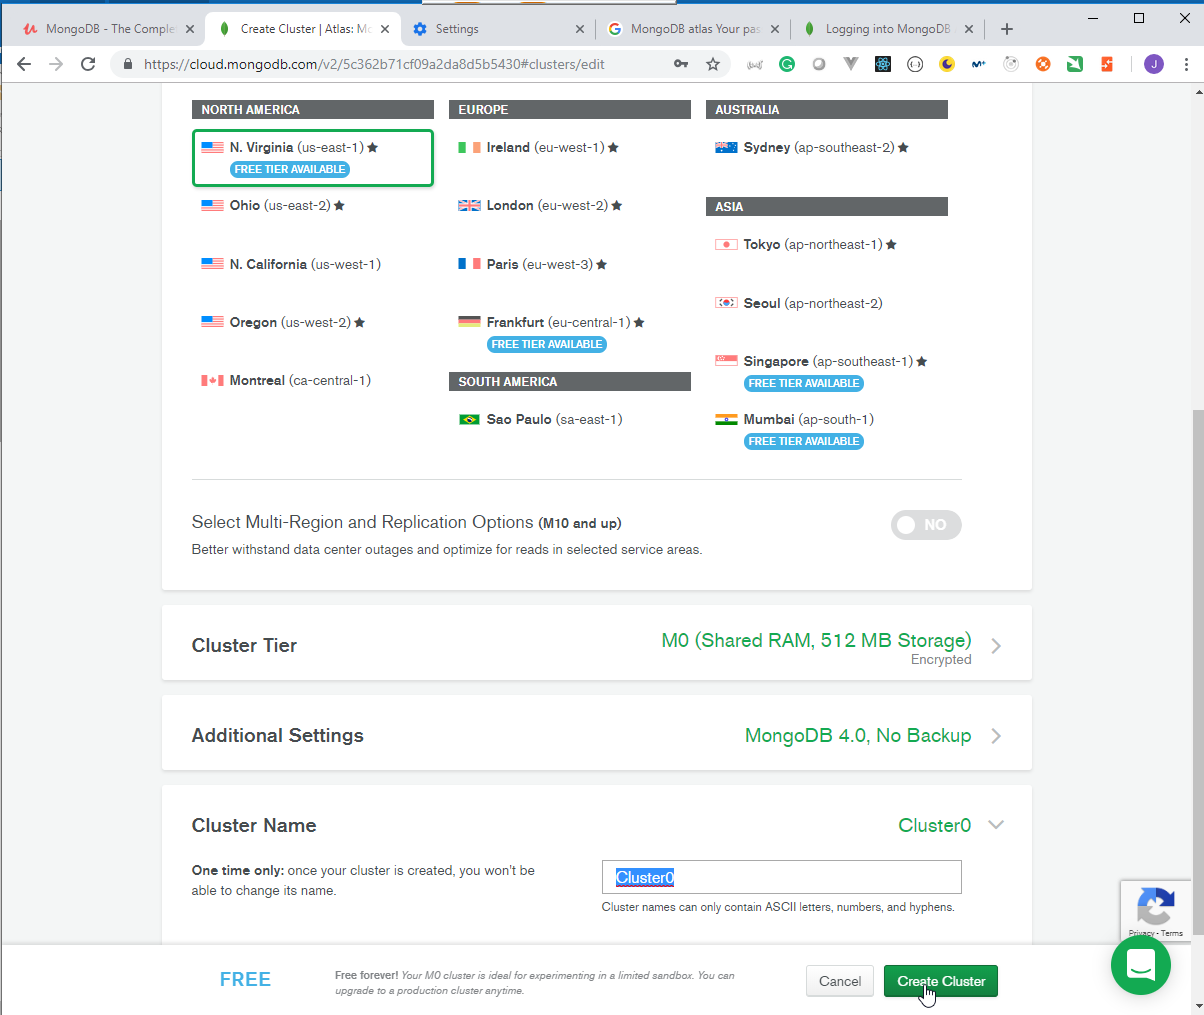 MongoDB - The Comple
Create Cluster | Atlas: Mo
Settings
MongoDB atlas Your pas
Logging into MongoDB
https://cloud.mongodb.com/v2/5c362b71cf09a2da8d5b5430#clusters/edit
J
NORTH AMERICA
N. Virginia (us-east-1) ★
FREE TIER AVAILABLE
Ohio (us-east-2) ★
N. California (us-west-1)
Oregon (us-west-2) ★
Montreal (ca-central-1)
EUROPE
Ireland (eu-west-1) ★
London (eu-west-2) ★
Paris (eu-west-3) ★
Frankfurt (eu-central-1) ★
FREE TIER AVAILABLE
SOUTH AMERICA
Sao Paulo (sa-east-1)
AUSTRALIA
Sydney (ap-southeast-2) ★
ASIA
Tokyo (ap-northeast-1) ★
Seoul (ap-northeast-2)
Singapore (ap-southeast-1) ★
FREE TIER AVAILABLE
Mumbai (ap-south-1)
FREE TIER AVAILABLE
Select Multi-Region and Replication Options (M10 and up)
NO
Better withstand data center outages and optimize for reads in selected service areas.
Cluster Tier
M0 (Shared RAM, 512 MB Storage)
Encrypted
Additional Settings
MongoDB 4.0, No Backup
Cluster Name
Cluster0
One time only: once your cluster is created, you won't be
able to change its name.
Cluster0
Cluster names can only contain ASCII letters, numbers, and hyphens.
Privacy - Terms
FREE
Free forever! Your M0 cluster is ideal for experimenting in a limited sandbox. You can
upgrade to a production cluster anytime.
Cancel
Create Cluster